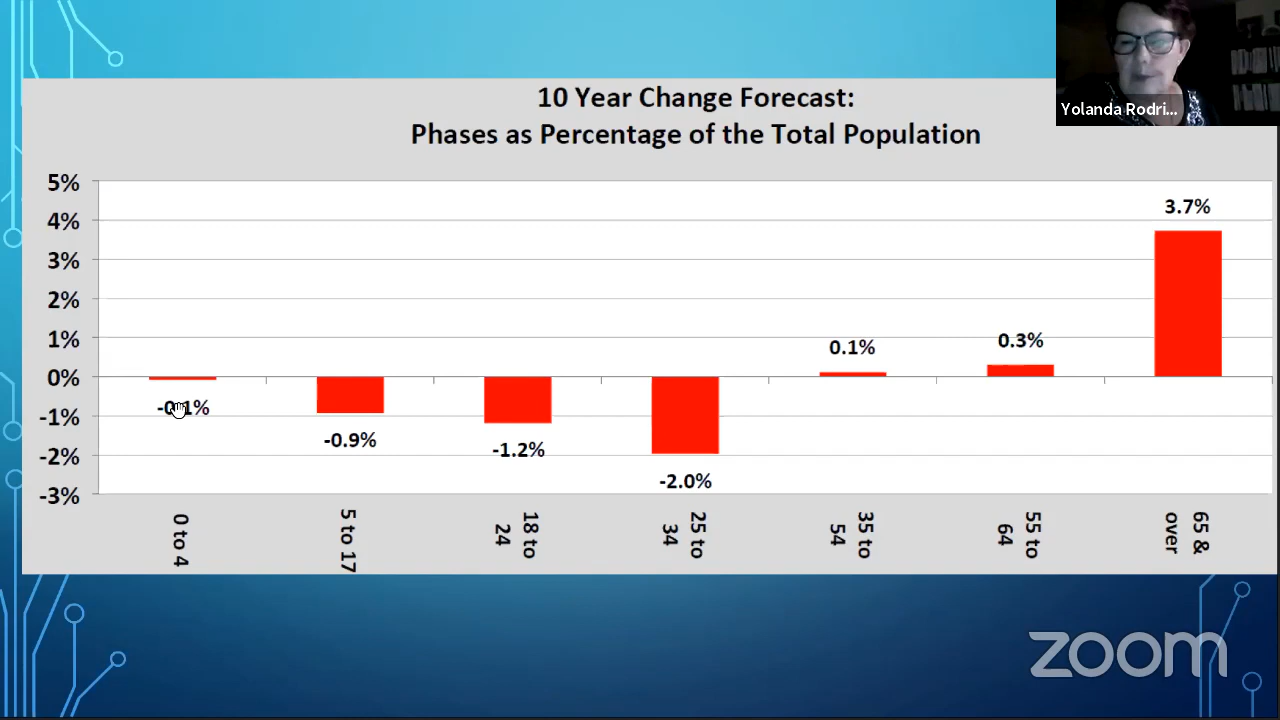 Yolanda Rodri...
10 Year Change Forecast:
Phases as Percentage of the Total Population
5%
4%
3%
2%
1%
0%
-1%
-2%
-3%
-0.1%
-0.9%
-1.2%
-2.0%
0.1%
0.3%
3.7%
0 to 4
5 to 17
18 to
24
25 to
34
35 to
54
55 to
64
65 &
over
zoom